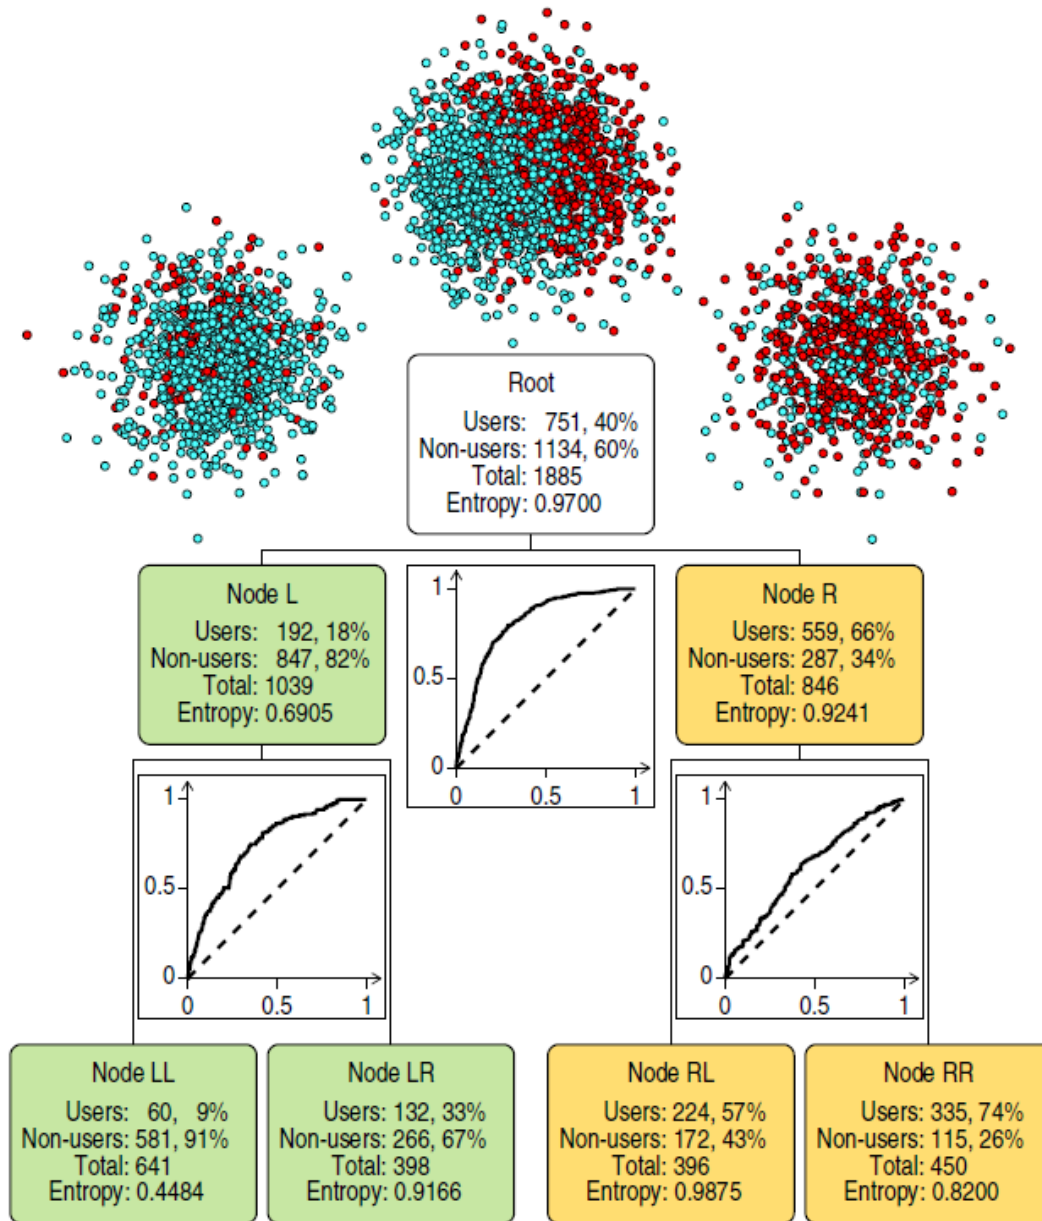 Root
Users: 751, 40%
Non-users: 1134, 60%
Total: 1885
Entropy: 0.9700
Node L
Users: 192, 18%
Non-users: 847, 82%
Total: 1039
Entropy: 0.6905
1
0.5
0
0 0.5 1
Node R
Users: 559, 66%
Non-users: 287, 34%
Total: 846
Entropy: 0.9241
1
0.5
0
0 0.5 1
1
0.5
0
0 0.5 1
Node LL
Users: 60, 9%
Non-users: 581, 91%
Total: 641
Entropy: 0.4484
Node LR
Users: 132, 33%
Non-users: 266, 67%
Total: 398
Entropy: 0.9166
Node RL
Users: 224, 57%
Non-users: 172, 43%
Total: 396
Entropy: 0.9875
Node RR
Users: 335, 74%
Non-users: 115, 26%
Total: 450
Entropy: 0.8200